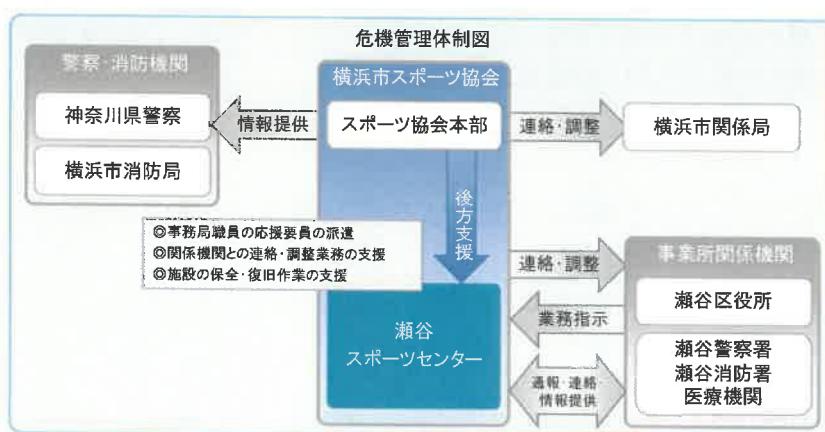 危機管理体制図
警察・消防機関
神奈川県警察
横浜市消防局
情報提供
横浜市スポーツ協会
スポーツ協会本部
連絡・調整
横浜市関係局
後方支援
◎事務局職員の応援要員の派遣
◎関係機関との連絡・調整業務の支援
◎施設の保全・復旧作業の支援
瀬谷
スポーツセンター
連絡・調整
業務指示
通報・連絡・
情報提供
事業所関係機関
瀬谷区役所
瀬谷警察署
瀬谷消防署
医療機関